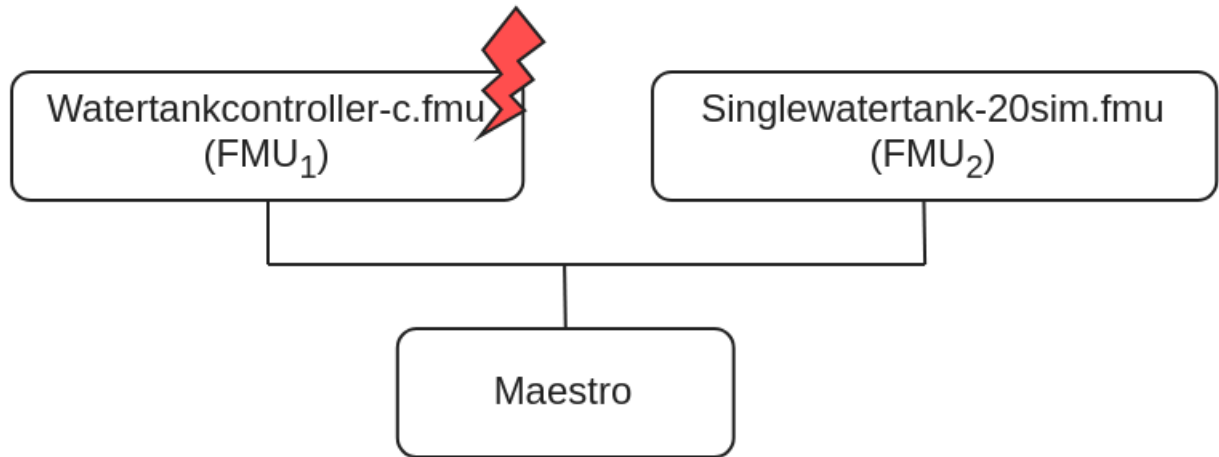 Watertankcontroller-c.fmu
(FMU₁)
Singlewatertank-20sim.fmu
(FMU₂)
Maestro